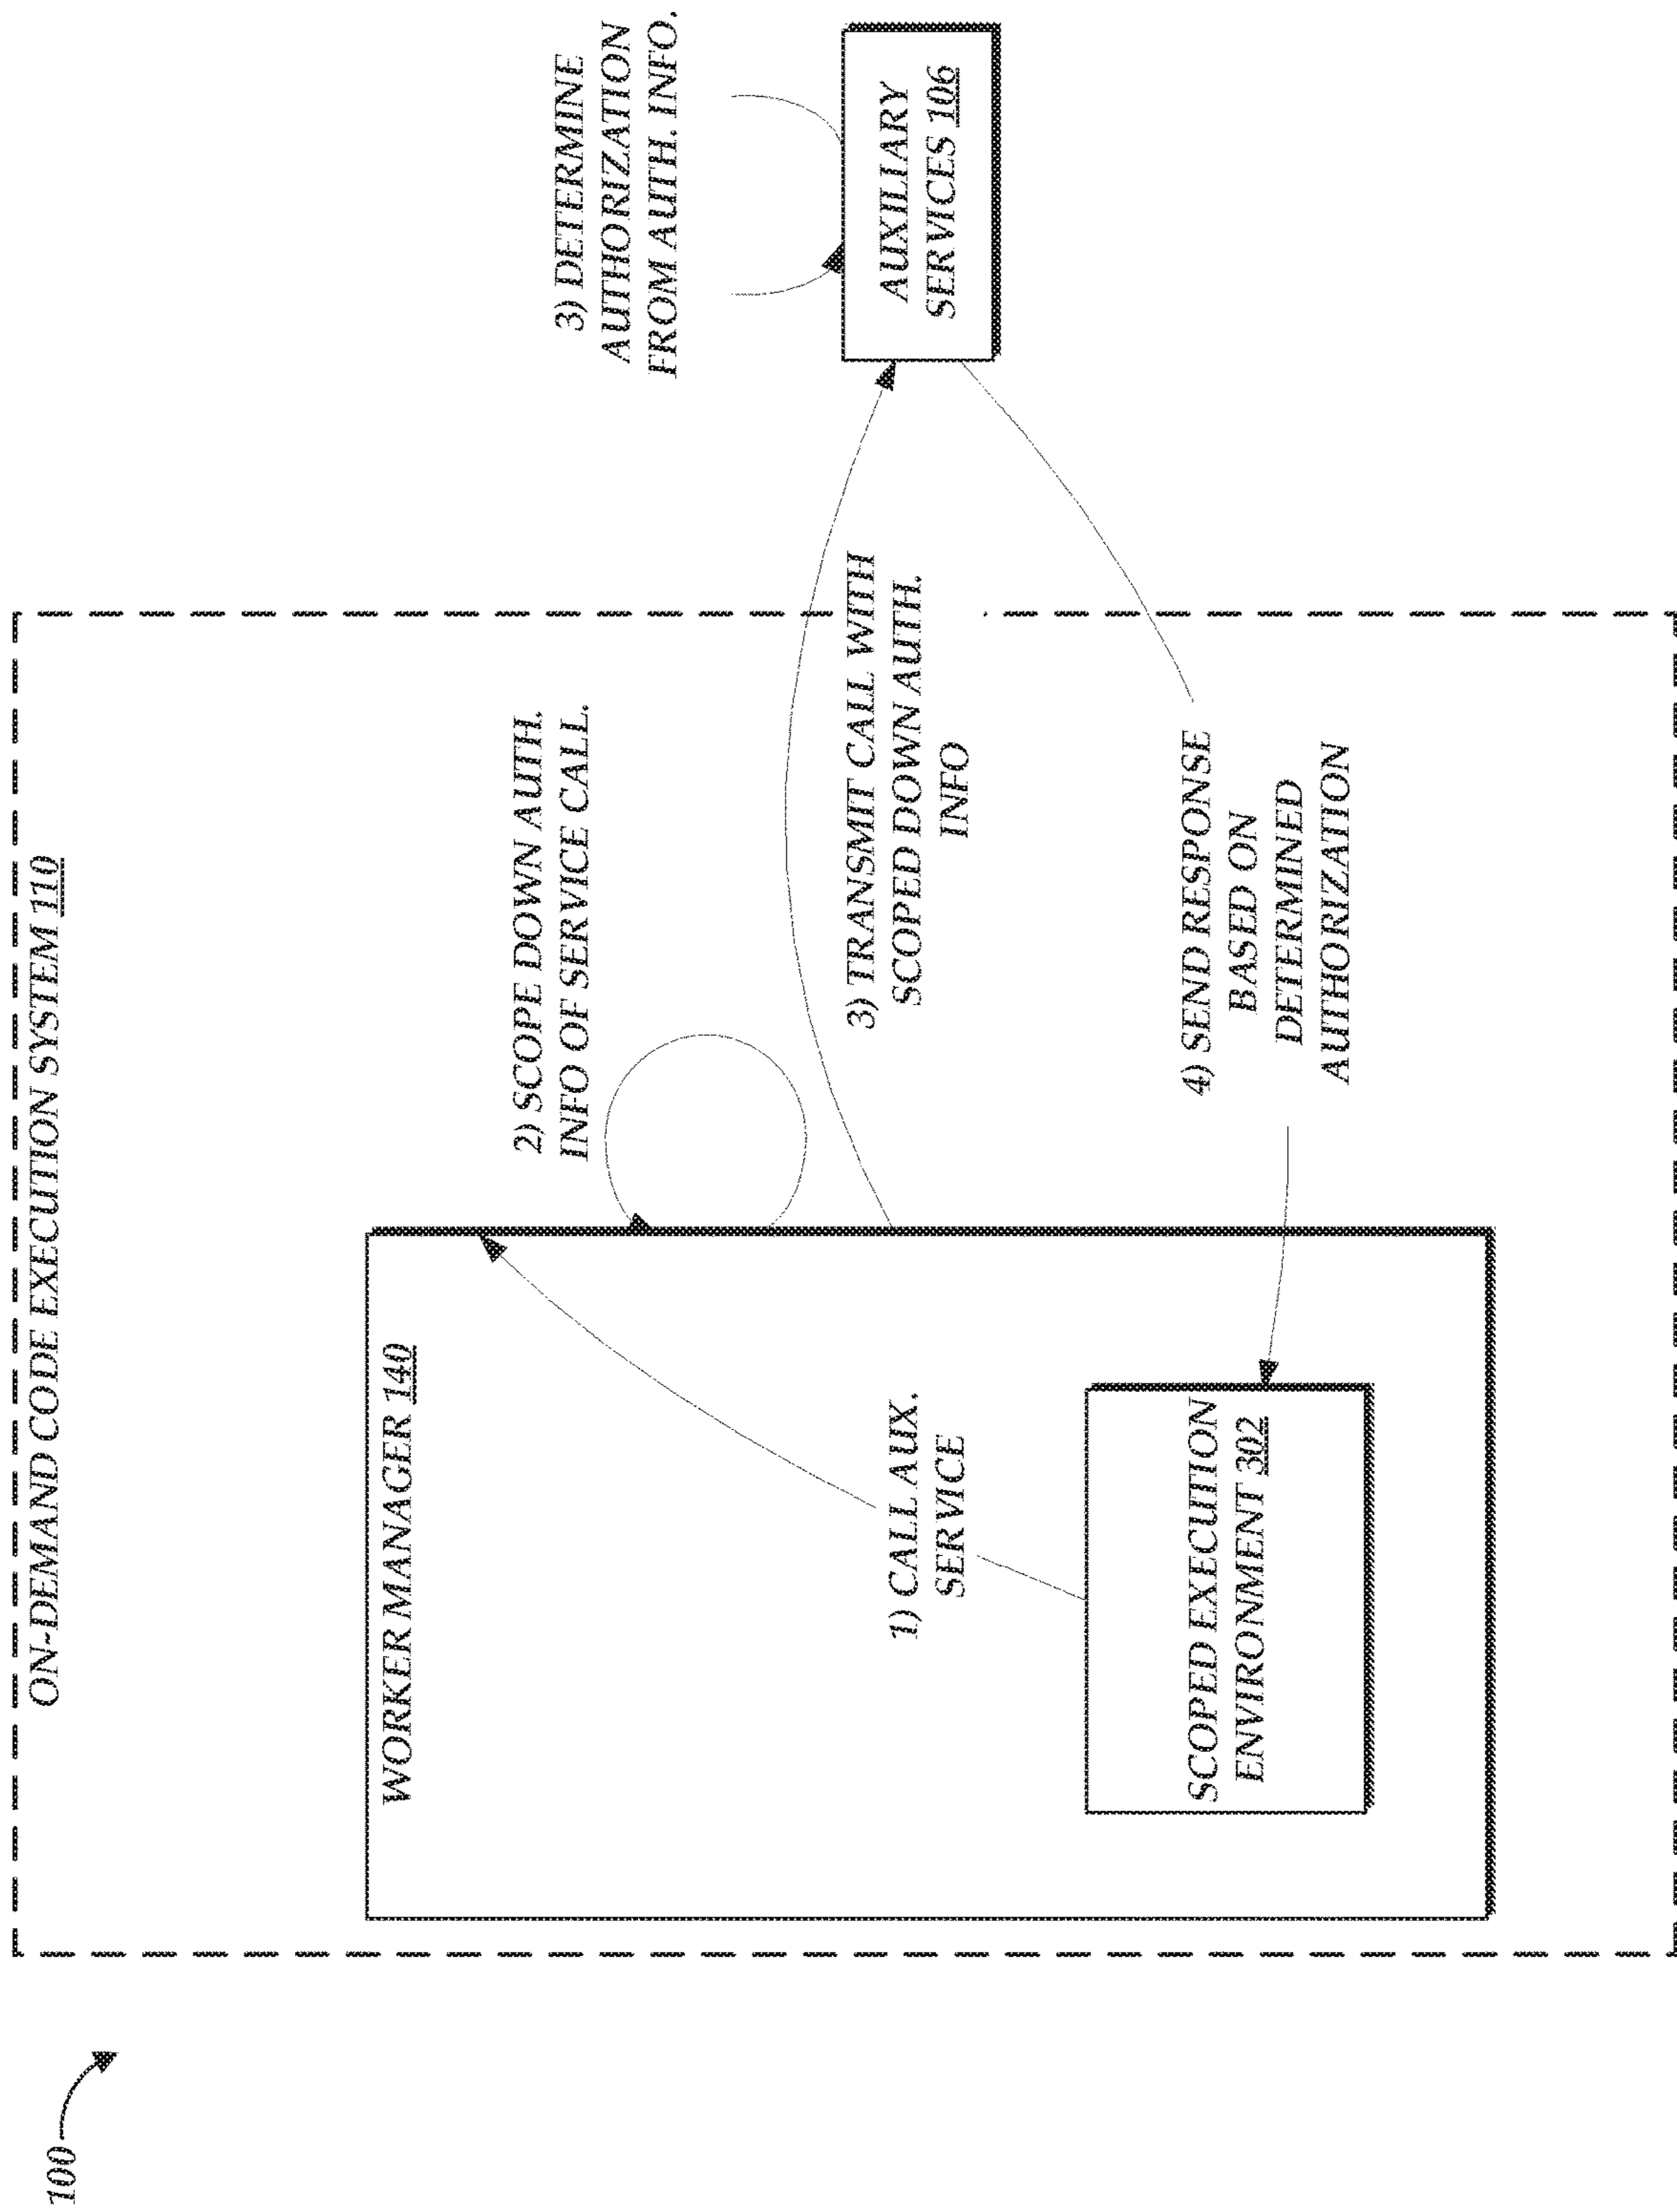 100
ON-DEMAND CODE EXECUTION SYSTEM 110
WORKER MANAGER 140
1) CALL AUX.
SERVICE
SCOPED EXECUTION
ENVIRONMENT 302
2) SCOPE DOWN AUTH.
INFO OF SERVICE CALL.
3) TRANSMIT CALL WITH
SCOPED DOWN AUTH.
INFO
4) SEND RESPONSE
BASED ON
DETERMINED
AUTHORIZATION
3) DETERMINE
AUTHORIZATION
FROM AUTH. INFO.
AUXILIARY
SERVICES 106